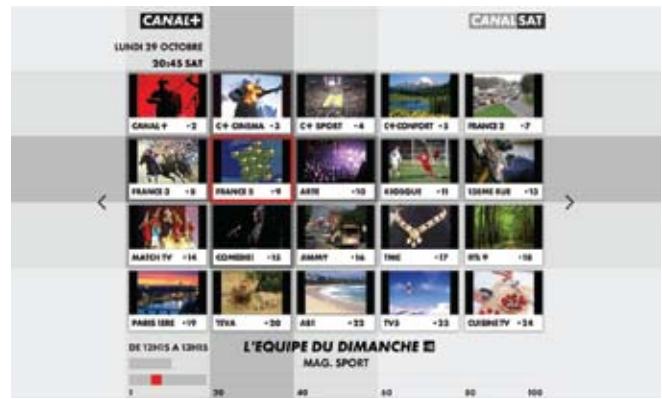 CANAL+
CANALSAT
LUNDI 29 OCTOBRE
20:45 SAT
CANAL + •2
C+ CINEMA •3
C+ SPORT •4
C+CONFORT •5
FRANCE 2 •7
FRANCE 3 •8
FRANCE 5 •9
ARTE •10
KIOSQUE •11
13EME RUE •13
MATCH TV •14
COMEDIE! •15
JIMMY •16
TMC •17
RTL 9 •18
PARIS 1ERE •19
TEVA •20
AB1 •22
TV5 •23
CUISINE TV •24
DE 12H15 A 13H15
L'EQUIPE DU DIMANCHE
MAG. SPORT
1 20 40 60 80 100